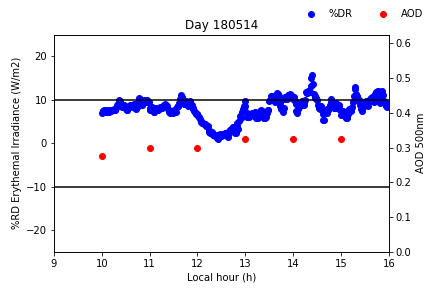 %DR AOD
Day 180514
%RD Erythermal Irradiance (W/m2)
20
10
0
−10
−20
0.6
0.5
0.4
0.3
0.2
0.1
0.0
AOD 500nm
9 10 11 12 13 14 15 16
Local hour (h)